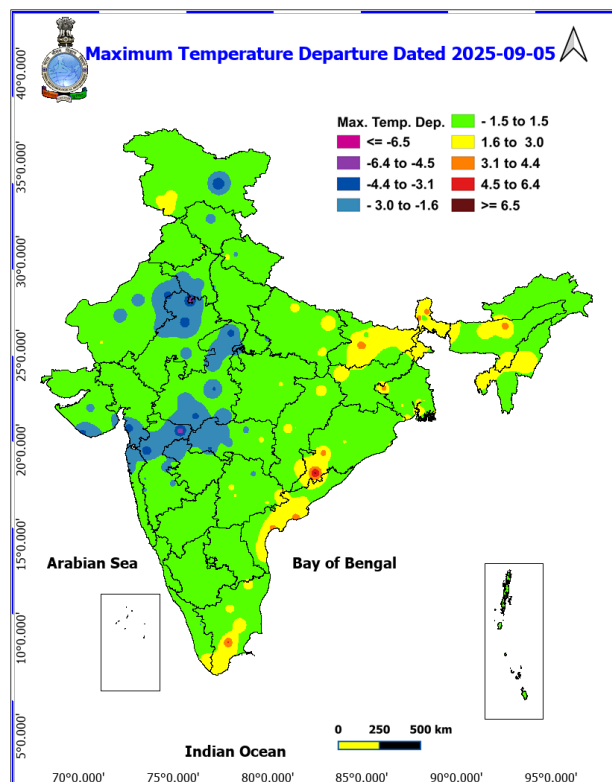 Maximum Temperature Departure Dated 2025-09-05
Max. Temp. Dep.
<= -6.5
-6.4 to -4.5
-4.4 to -3.1
- 3.0 to -1.6
- 1.5 to 1.5
1.6 to 3.0
3.1 to 4.4
4.5 to 6.4
>= 6.5
40°0.000'
35°0.000'
30°0.000'
25°0.000'
20°0.000'
15°0.000'
10°0.000'
5°0.000'
Arabian Sea
Bay of Bengal
Indian Ocean
0 250 500 km
70°0.000' 75°0.000' 80°0.000' 85°0.000' 90°0.000' 95°0.000'